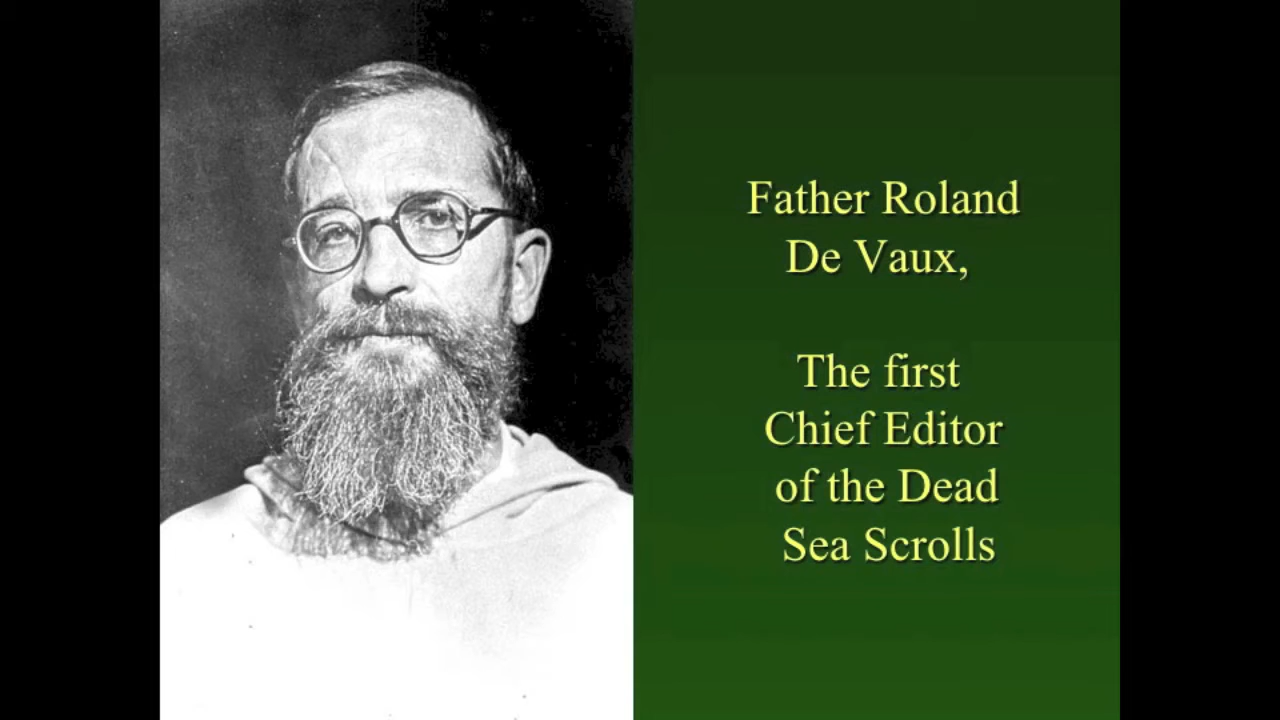 Father Roland
De Vaux,
The first
Chief Editor
of the Dead
Sea Scrolls